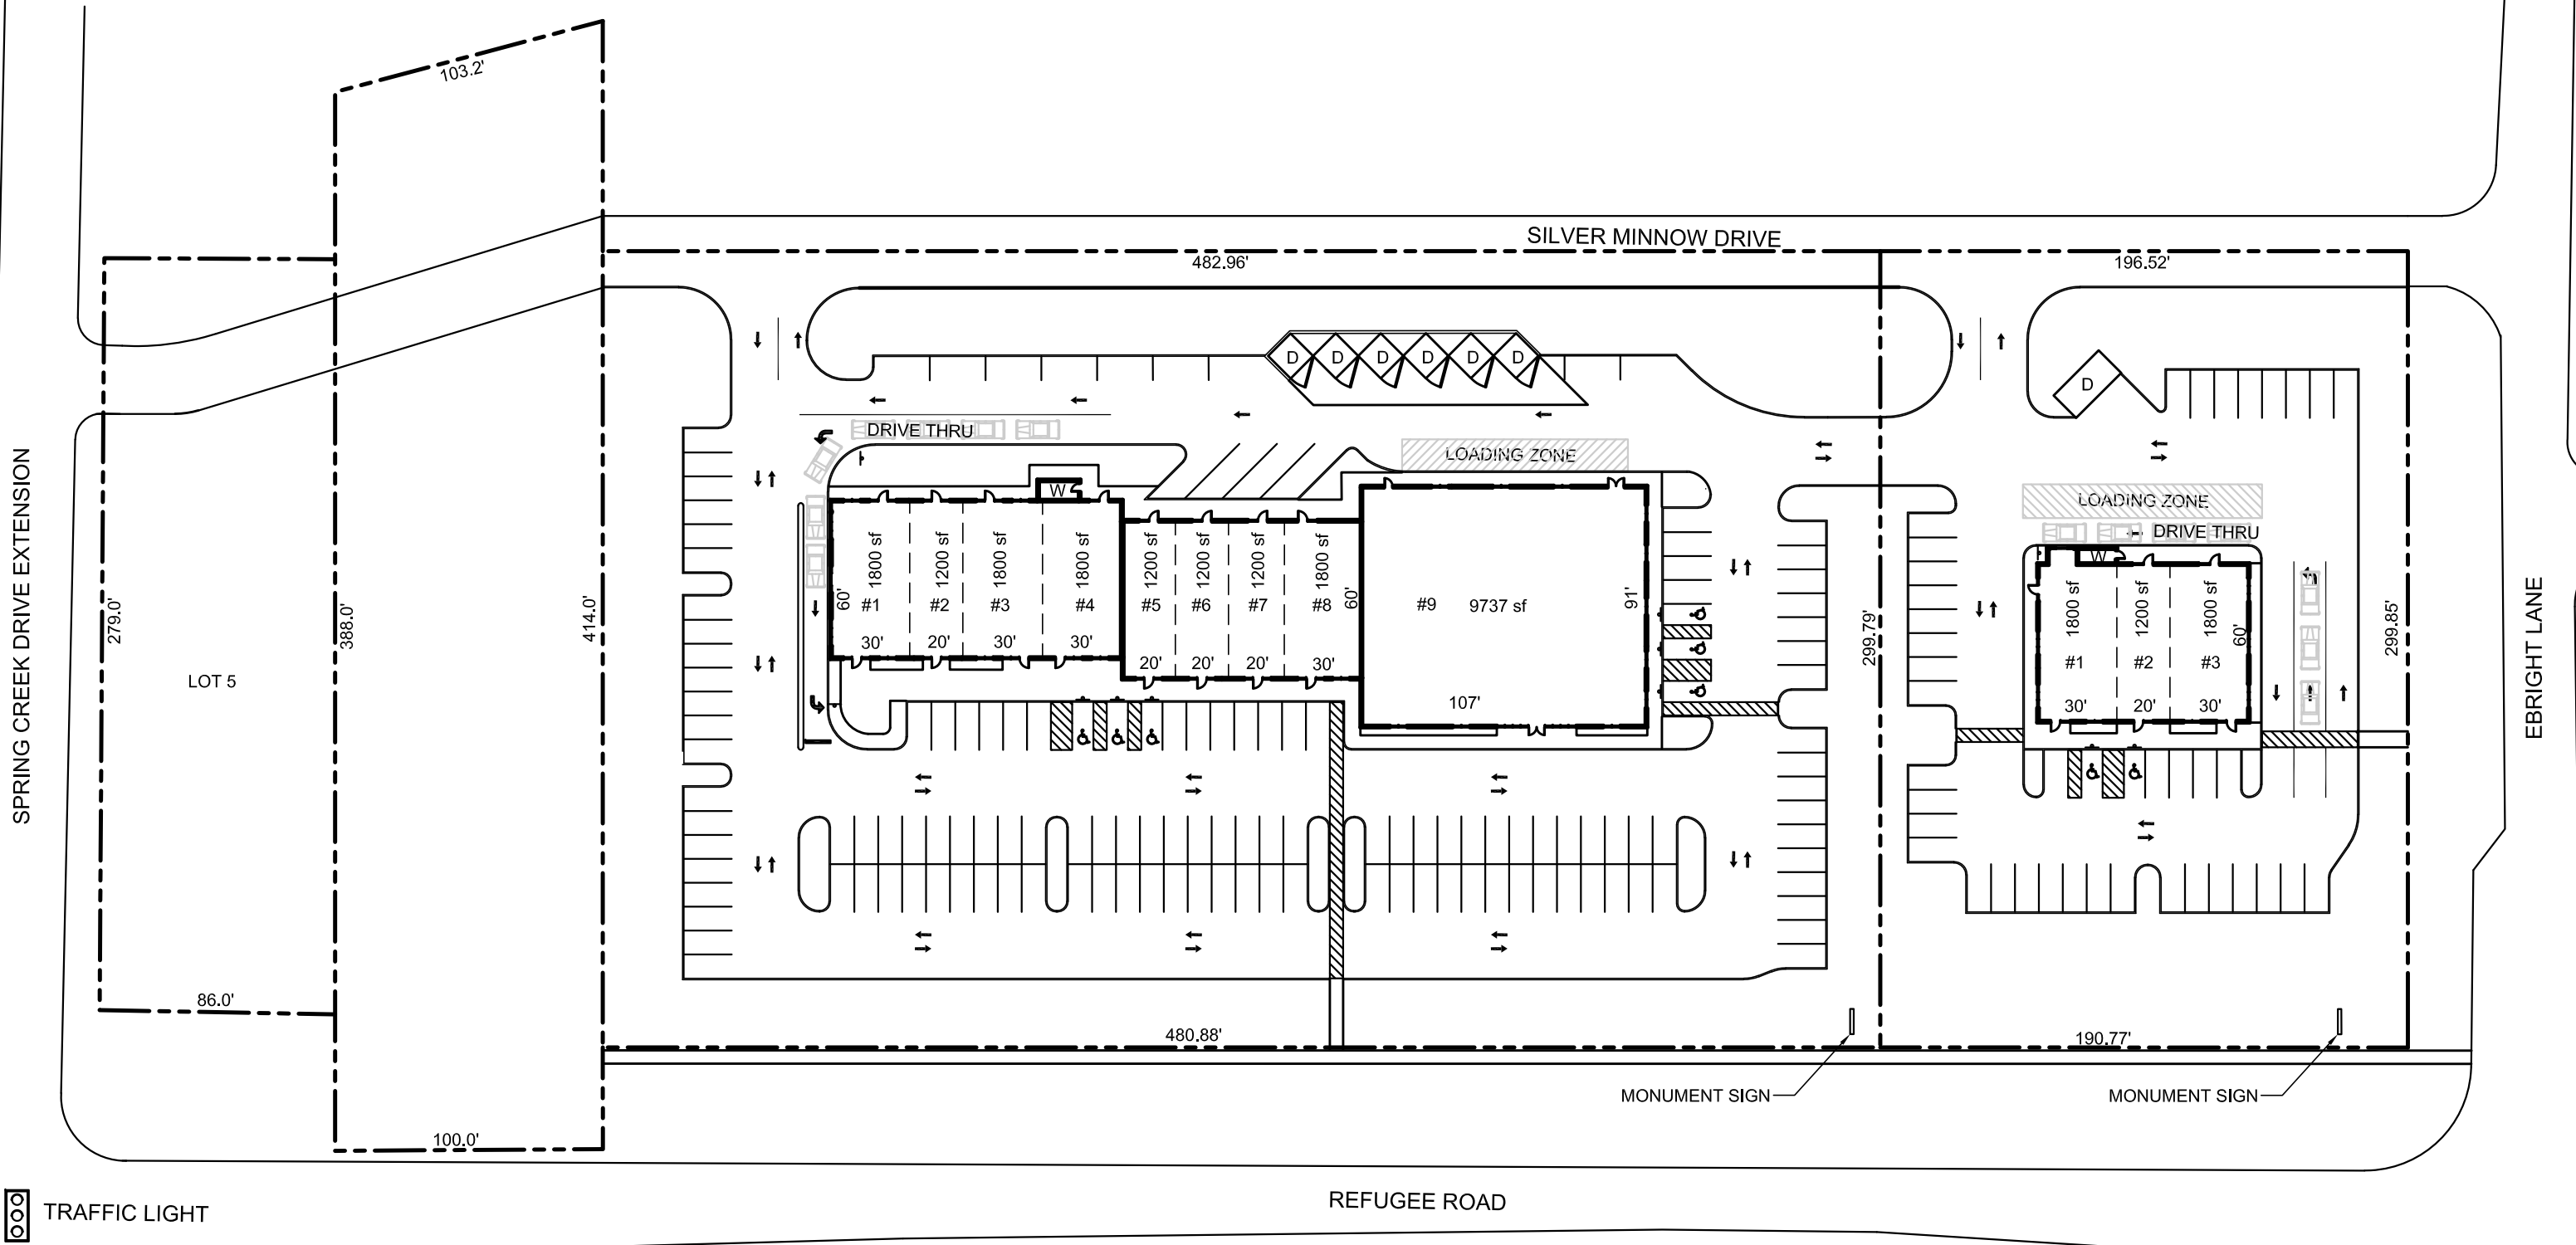 103.2'
SILVER MINNOW DRIVE
482.96'
196.52'
D D D D D D
D
DRIVE THRU
LOADING ZONE
W
LOADING ZONE
DRIVE THRU
W
SPRING CREEK DRIVE EXTENSION
279.0'
388.0'
414.0'
LOT 5
60'
1800 sf
#1
30'
1200 sf
#2
20'
1800 sf
#3
30'
1800 sf
#4
30'
1200 sf
#5
20'
1200 sf
#6
20'
1200 sf
#7
20'
1800 sf
#8
30'
60'
#9 9737 sf
91'
107'
299.79'
1800 sf
#1
30'
1200 sf
#2
20'
1800 sf
#3
30'
60'
299.85'
EBRIGHT LANE
86.0'
480.88'
190.77'
MONUMENT SIGN
MONUMENT SIGN
100.0'
TRAFFIC LIGHT
REFUGEE ROAD